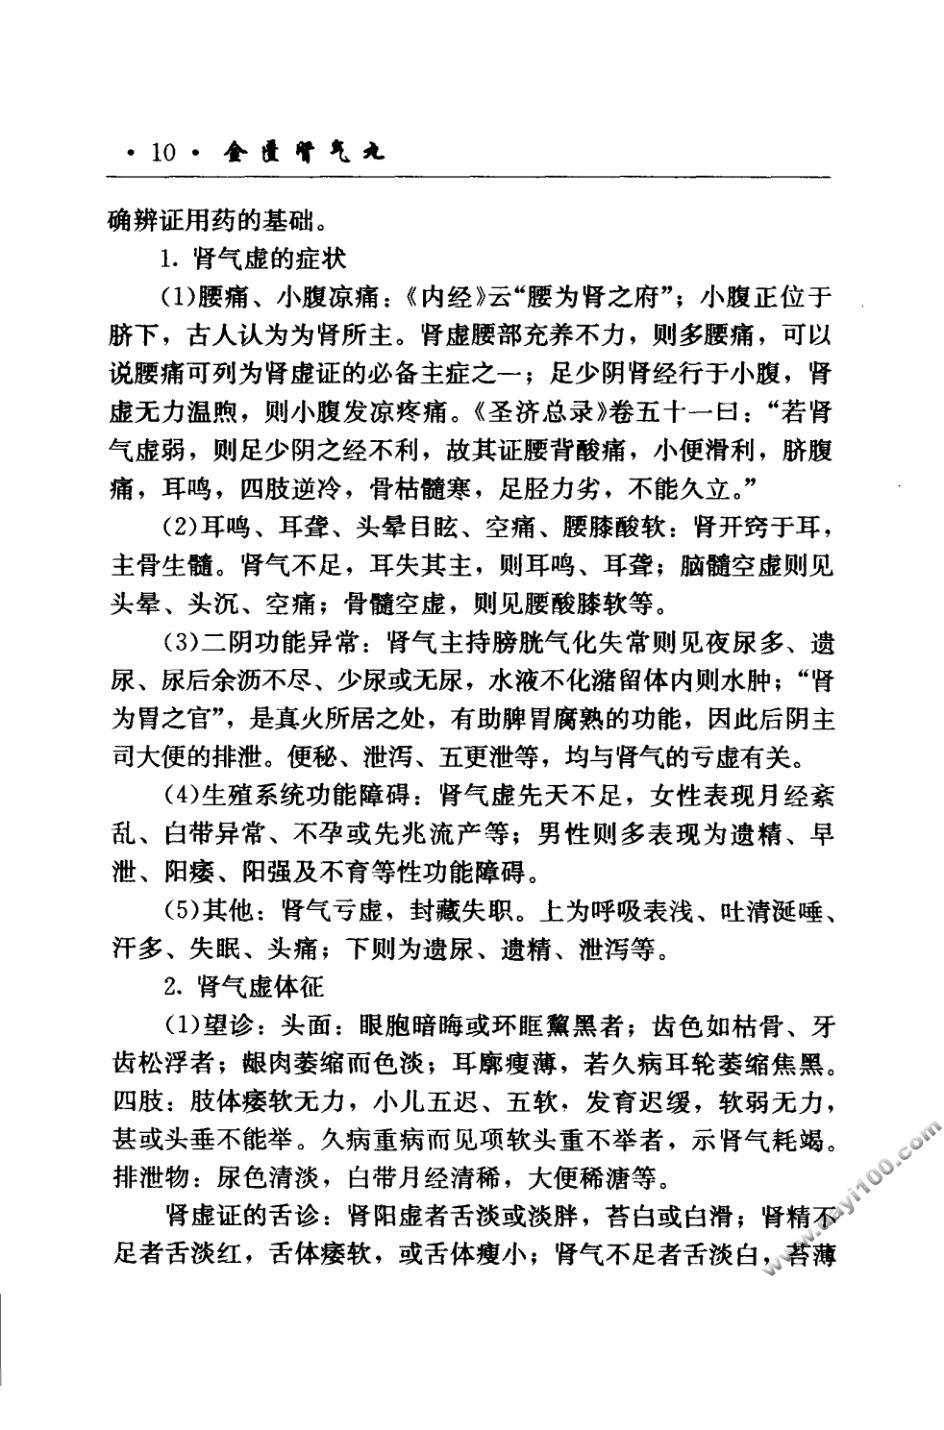 ·10· 金匮肾气丸
确辨证用药的基础。
1. 肾气虚的症状
(1)腰痛、小腹凉痛：《内经》云“腰为肾之府”；小腹正位于
脐下，古人认为为肾所主。肾虚腰部充养不力，则多腰痛，可以
说腰痛可列为肾虚证的必备主症之一；足少阴肾经行于小腹，肾
虚无力温煦，则小腹发凉疼痛。《圣济总录》卷五十一曰：“若肾
气虚弱，则足少阴之经不利，故其证腰背酸痛，小便滑利，脐腹
痛，耳鸣，四肢逆冷，骨枯髓寒，足胫力劣，不能久立。”
(2)耳鸣、耳聋、头晕目眩、空痛、腰膝酸软：肾开窍于耳，
主骨生髓。肾气不足，耳失其主，则耳鸣、耳聋；脑髓空虚则见
头晕、头沉、空痛；骨髓空虚，则见腰酸膝软等。
(3)二阴功能异常：肾气主持膀胱气化失常则见夜尿多、遗
尿、尿后余沥不尽、少尿或无尿，水液不化潴留体内则水肿；“肾
为胃之官”，是真火所居之处，有助脾胃腐熟的功能，因此后阴主
司大便的排泄。便秘、泄泻、五更泄等，均与肾气的亏虚有关。
(4)生殖系统功能障碍：肾气虚先天不足，女性表现月经紊
乱、白带异常、不孕或先兆流产等；男性则多表现为遗精、早
泄、阳痿、阳强及不育等性功能障碍。
(5)其他：肾气亏虚，封藏失职。上为呼吸表浅、吐清涎唾、
汗多、失眠、头痛；下则为遗尿、遗精、泄泻等。
2. 肾气虚体征
(1)望诊：头面：眼胞暗晦或环眶黧黑者；齿色如枯骨、牙
齿松浮者；龈肉萎缩而色淡；耳廓瘦薄，若久病耳轮萎缩焦黑。
四肢：肢体痿软无力，小儿五迟、五软，发育迟缓，软弱无力，
甚或头垂不能举。久病重病而见项软头重不举者，示肾气耗竭。
排泄物：尿色清淡，白带月经清稀，大便稀溏等。
肾虚证的舌诊：肾阳虚者舌淡或淡胖，苔白或白滑；肾精不
足者舌淡红，舌体痿软，或舌体瘦小；肾气不足者舌淡白，苔薄
www.dayi100.com